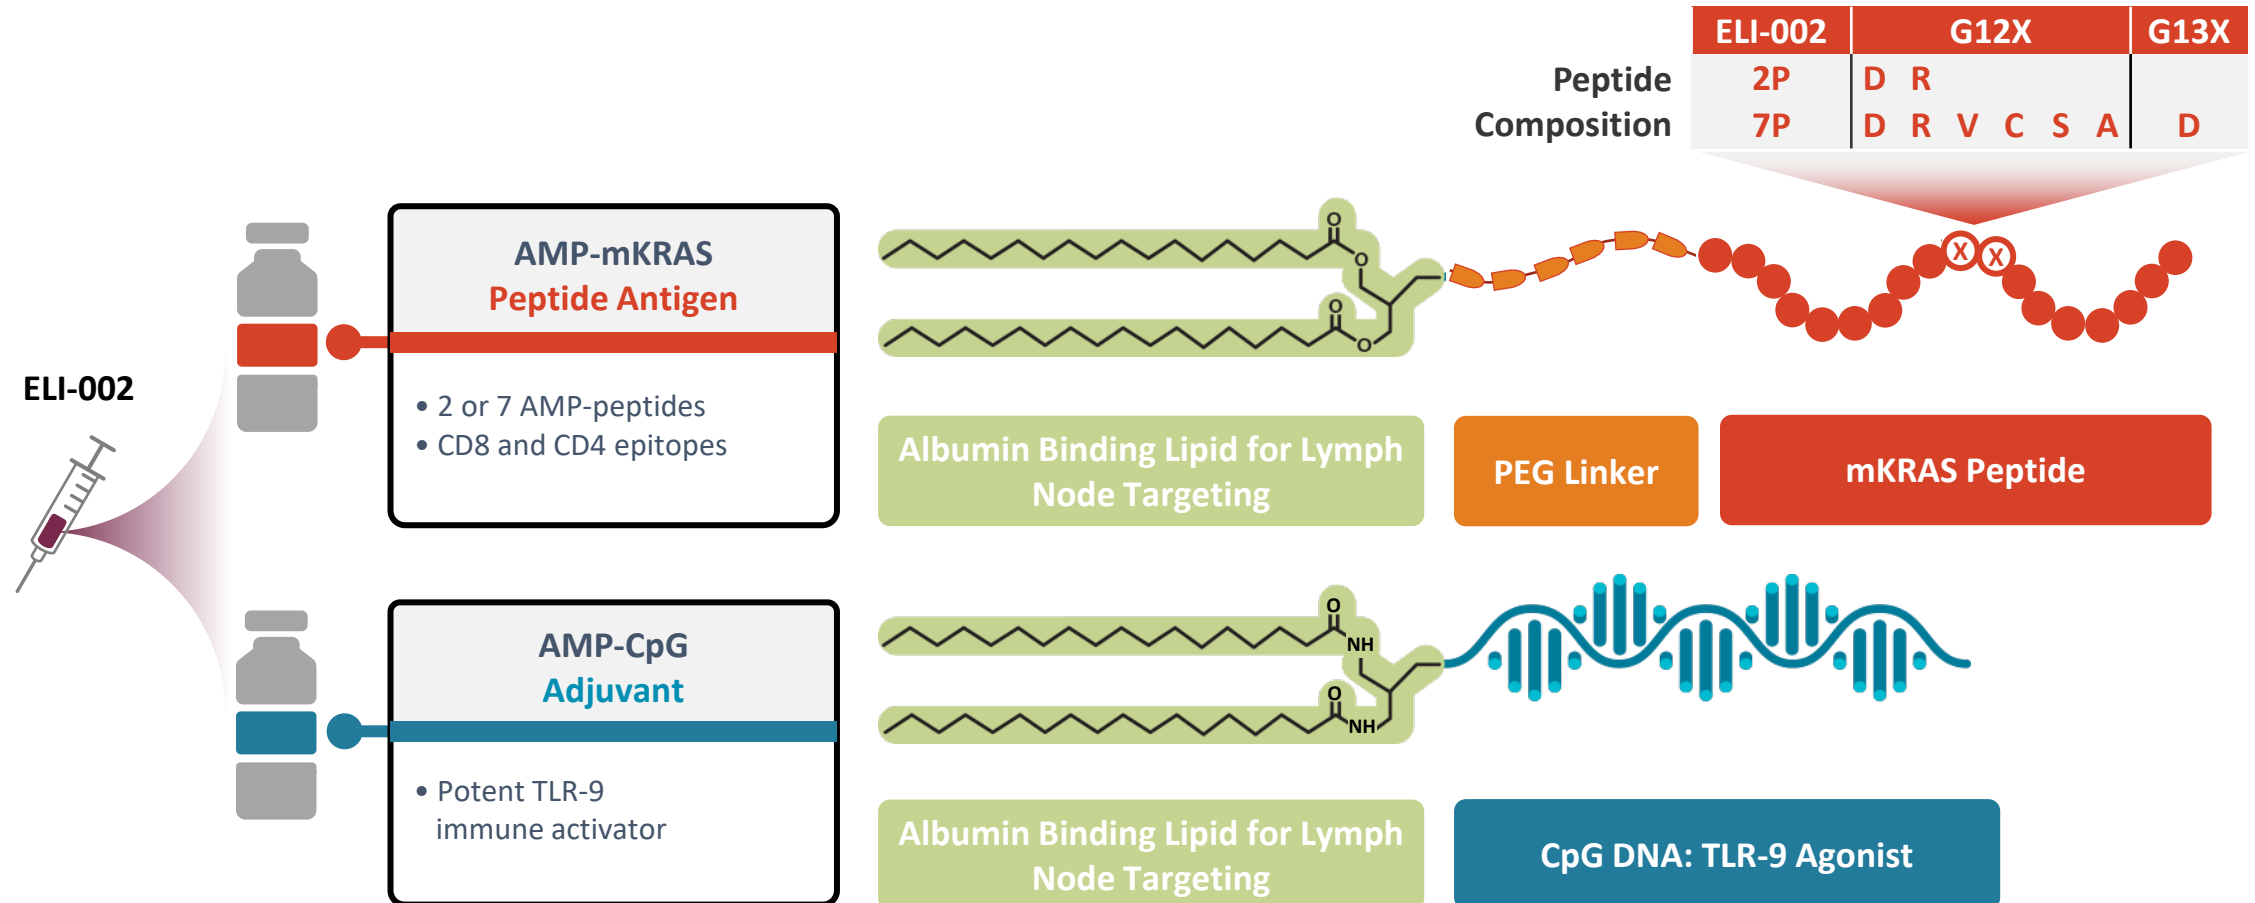 ELI-002 G12X G13X
Peptide 2P D R
Composition 7P D R V C S A D
ELI-002
AMP-mKRAS
Peptide Antigen
• 2 or 7 AMP-peptides
• CD8 and CD4 epitopes
O
O
O
O
X X
Albumin Binding Lipid for Lymph
Node Targeting
PEG Linker
mKRAS Peptide
AMP-CpG
Adjuvant
• Potent TLR-9
immune activator
O
NH
O
NH
Albumin Binding Lipid for Lymph
Node Targeting
CpG DNA: TLR-9 Agonist